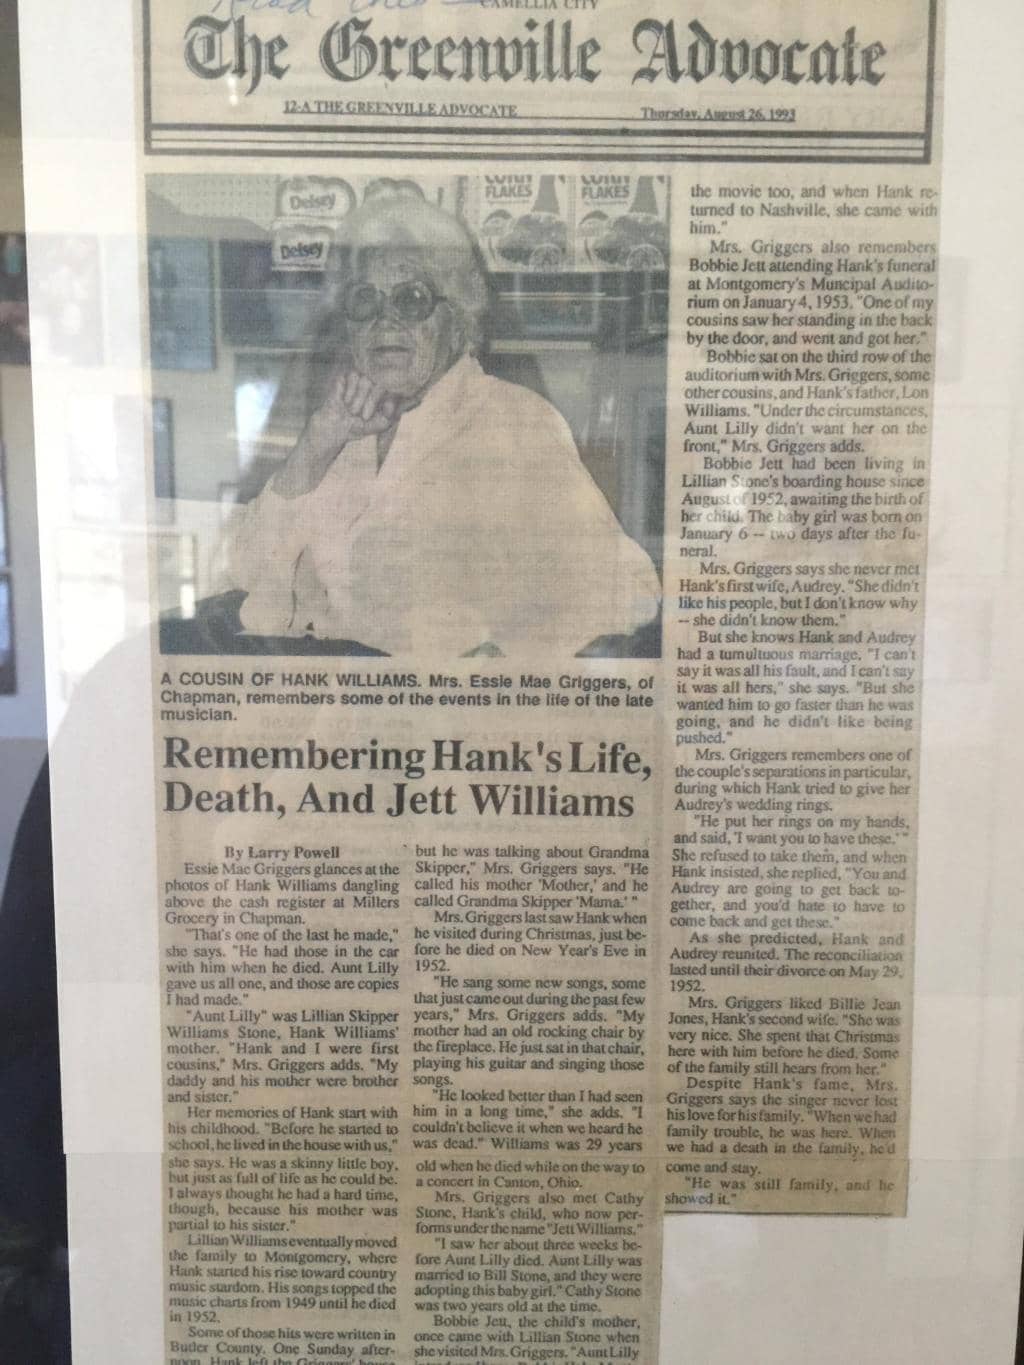 CAMELLIA CITY
The Greenville Advocate
12-A THE GREENVILLE ADVOCATE
Thursday, August 26, 1993
Delsey
Delsey
FLAKES
FLAKES
A COUSIN OF HANK WILLIAMS. Mrs. Essie Mae Griggers, of
Chapman, remembers some of the events in the life of the late
musician.
Remembering Hank's Life,
Death, And Jett Williams
By Larry Powell
Essie Mae Griggers glances at the
photos of Hank Williams dangling
above the cash register at Millers
Grocery in Chapman.
"That's one of the last he made,"
she says. "He had those in the car
with him when he died. Aunt Lilly
gave us all one, and those are copies
I had made."
"Aunt Lilly" was Lillian Skipper
Williams Stone, Hank Williams'
mother. "Hank and I were first
cousins," Mrs. Griggers adds. "My
daddy and his mother were brother
and sister."
Her memories of Hank start with
his childhood. "Before he started to
school, he lived in the house with us,"
she says. He was a skinny little boy,
but just as full of life as he could be.
I always thought he had a hard time,
though, because his mother was
partial to his sister."
Lillian Williams eventually moved
the family to Montgomery, where
Hank started his rise toward country
music stardom. His songs topped the
music charts from 1949 until he died
in 1952.
Some of those hits were written in
Butler County. One Sunday after-
noon, Hank left the Griggers' house
but he was talking about Grandma
Skipper," Mrs. Griggers says. "He
called his mother 'Mother,' and he
called Grandma Skipper 'Mama.' "
Mrs. Griggers last saw Hank when
he visited during Christmas, just be-
fore he died on New Year's Eve in
1952.
"He sang some new songs, some
that just came out during the past few
years," Mrs. Griggers adds. "My
mother had an old rocking chair by
the fireplace. He just sat in that chair,
playing his guitar and singing those
songs.
"He looked better than I had seen
him in a long time," she adds. "I
couldn't believe it when we heard he
was dead." Williams was 29 years
old when he died while on the way to
a concert in Canton, Ohio.
Mrs. Griggers also met Cathy
Stone, Hank's child, who now per-
forms under the name "Jett Williams."
"I saw her about three weeks be-
fore Aunt Lilly died. Aunt Lilly was
married to Bill Stone, and they were
adopting this baby girl." Cathy Stone
was two years old at the time.
Bobbie Jett, the child's mother,
once came with Lillian Stone when
she visited Mrs. Griggers. "Aunt Lilly
the movie too, and when Hank re-
turned to Nashville, she came with
him."
Mrs. Griggers also remembers
Bobbie Jett attending Hank's funeral
at Montgomery's Muncipal Audito-
rium on January 4, 1953. "One of my
cousins saw her standing in the back
by the door, and went and got her."
Bobbie sat on the third row of the
auditorium with Mrs. Griggers, some
other cousins, and Hank's father, Lon
Williams. "Under the circumstances,
Aunt Lilly didn't want her on the
front," Mrs. Griggers adds.
Bobbie Jett had been living in
Lillian Stone's boarding house since
August of 1952, awaiting the birth of
her child. The baby girl was born on
January 6 -- two days after the fu-
neral.
Mrs. Griggers says she never met
Hank's first wife, Audrey. "She didn't
like his people, but I don't know why
-- she didn't know them."
But she knows Hank and Audrey
had a tumultuous marriage. "I can't
say it was all his fault, and I can't say
it was all hers," she says. "But she
wanted him to go faster than he was
going, and he didn't like being
pushed."
Mrs. Griggers remembers one of
the couple's separations in particular,
during which Hank tried to give her
Audrey's wedding rings.
"He put her rings on my hands,
and said, 'I want you to have these.' "
She refused to take them, and when
Hank insisted, she replied, "You and
Audrey are going to get back to-
gether, and you'd hate to have to
come back and get these."
As she predicted, Hank and
Audrey reunited. The reconciliation
lasted until their divorce on May 29,
1952.
Mrs. Griggers liked Billie Jean
Jones, Hank's second wife. "She was
very nice. She spent that Christmas
here with him before he died. Some
of the family still hears from her."
Despite Hank's fame, Mrs.
Griggers says the singer never lost
his love for his family. "When we had
family trouble, he was here. When
we had a death in the family, he'd
come and stay.
"He was still family, and he
showed it."